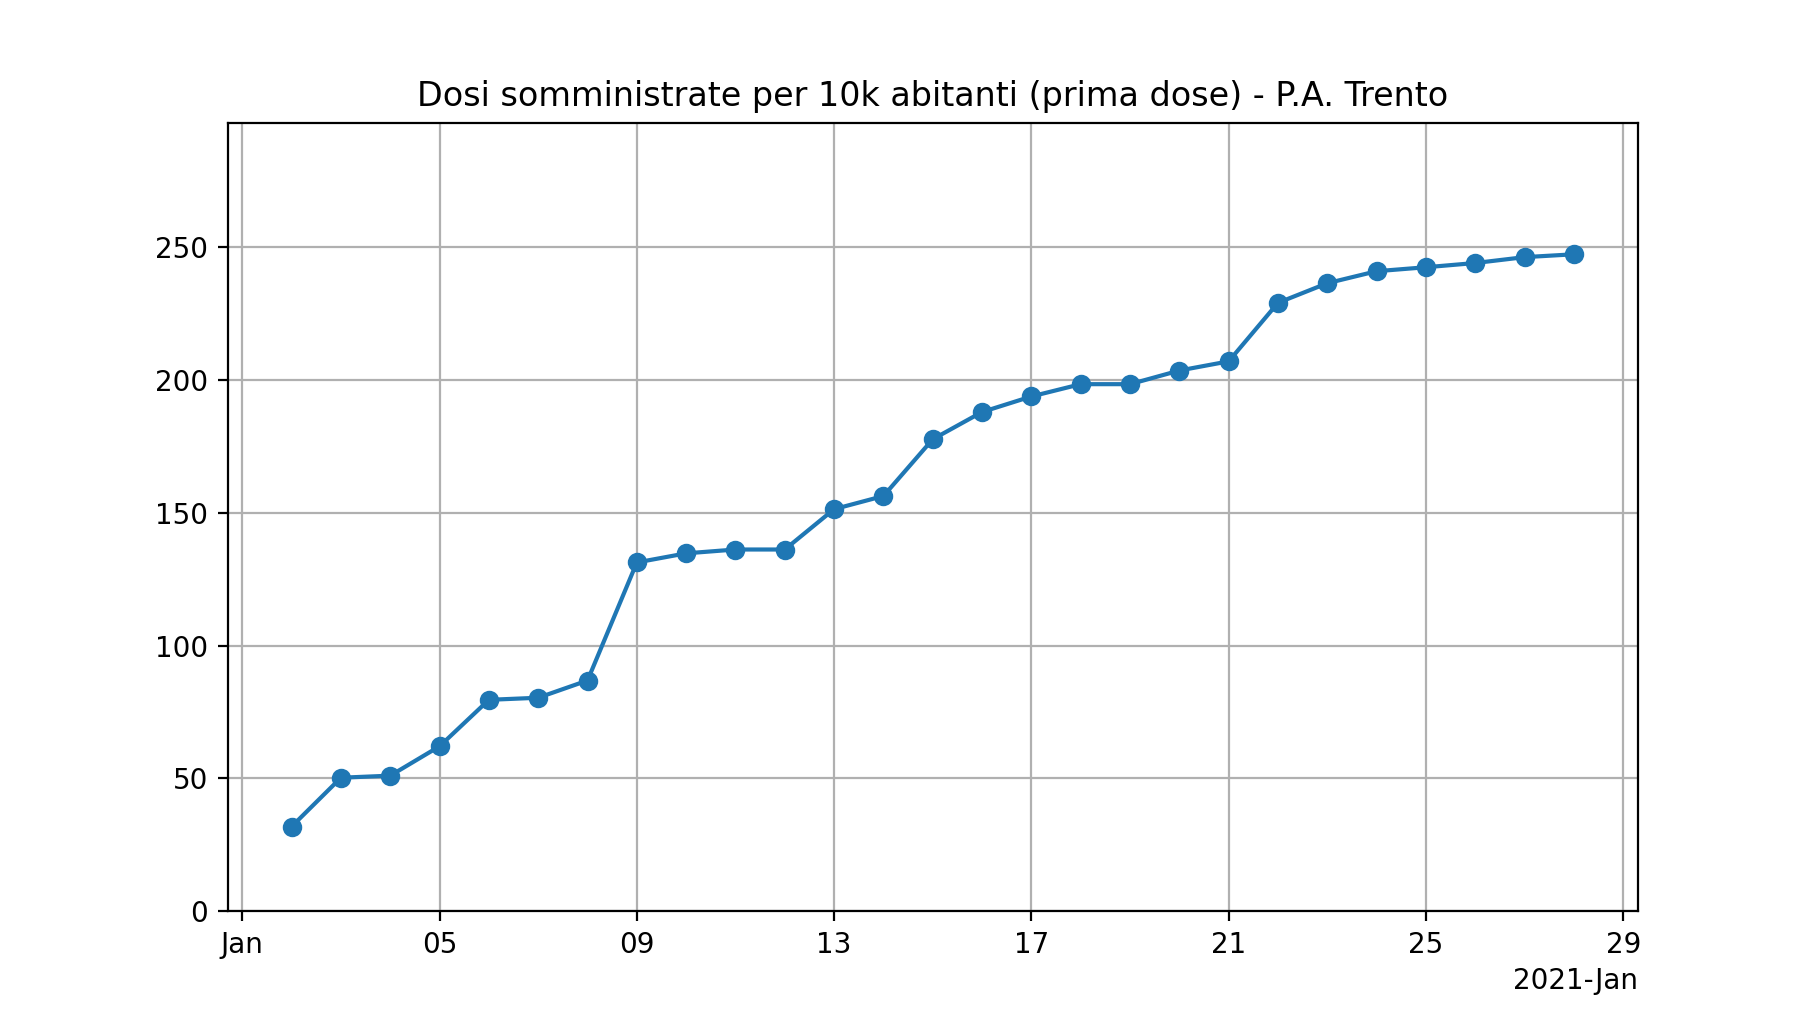 Dosi somministrate per 10k abitanti (prima dose) - P.A. Trento
250
200
150
100
50
0
Jan 05 09 13 17 21 25 29
2021-Jan